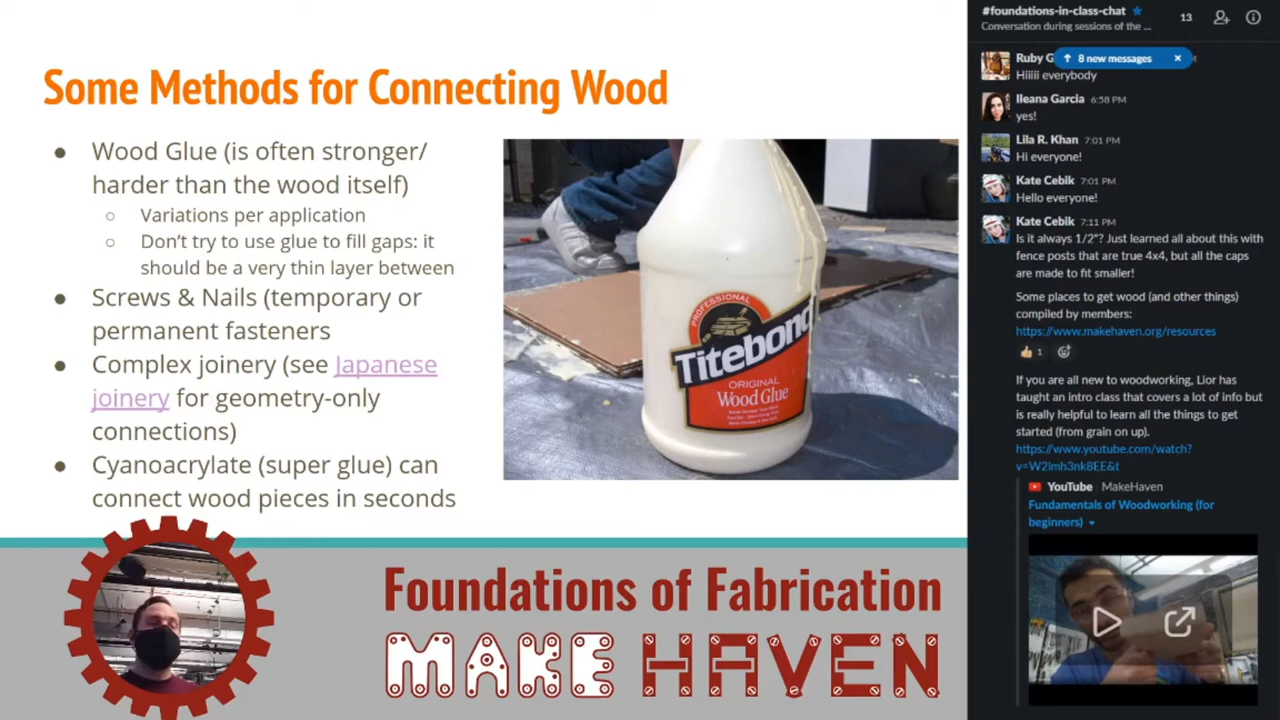 Some Methods for Connecting Wood
● Wood Glue (is often stronger/
harder than the wood itself)
○ Variations per application
○ Don't try to use glue to fill gaps: it
should be a very thin layer between
● Screws & Nails (temporary or
permanent fasteners
● Complex joinery (see Japanese
joinery for geometry-only
connections)
● Cyanoacrylate (super glue) can
connect wood pieces in seconds
PROFESSIONAL
Titebond
ORIGINAL
Wood Glue
Foundations of Fabrication
MAKE HAVEN
#foundations-in-class-chat
Conversation during sessions of the ...
13
Ruby G
8 new messages
Hiiiii everybody
Ileana Garcia 6:58 PM
yes!
Lila R. Khan 7:01 PM
Hi everyone!
Kate Cebik 7:01 PM
Hello everyone!
Kate Cebik 7:11 PM
Is it always 1/2"? Just learned all about this with
fence posts that are true 4x4, but all the caps
are made to fit smaller!
Some places to get wood (and other things)
compiled by members:
https://www.makehaven.org/resources
1
If you are all new to woodworking, Lior has
taught an intro class that covers a lot of info but
is really helpful to learn all the things to get
started (from grain on up).
https://www.youtube.com/watch?
v=W2lmh3nk8EE&t
YouTube MakeHaven
Fundamentals of Woodworking (for
beginners)